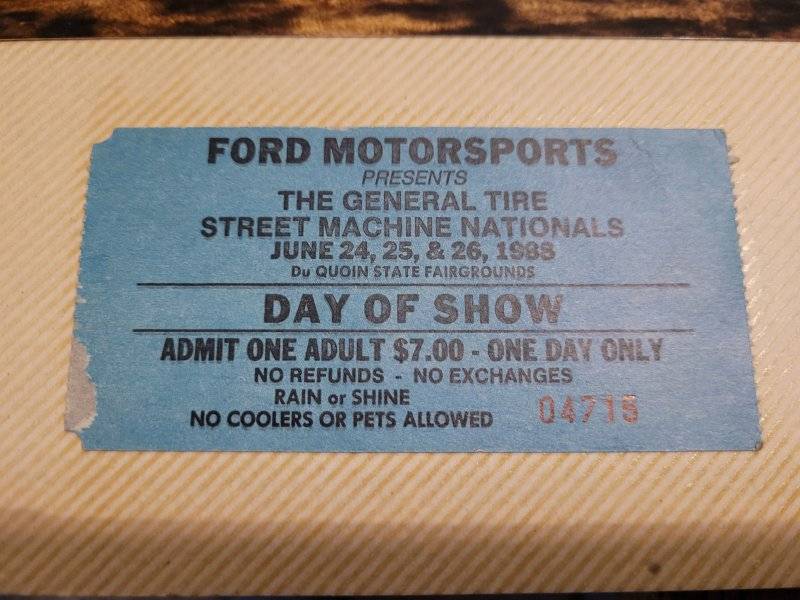 FORD MOTORSPORTS
PRESENTS
THE GENERAL TIRE
STREET MACHINE NATIONALS
JUNE 24, 25, & 26, 1988
Du QUOIN STATE FAIRGROUNDS
DAY OF SHOW
ADMIT ONE ADULT $7.00 - ONE DAY ONLY
NO REFUNDS - NO EXCHANGES
RAIN or SHINE
NO COOLERS OR PETS ALLOWED
04715